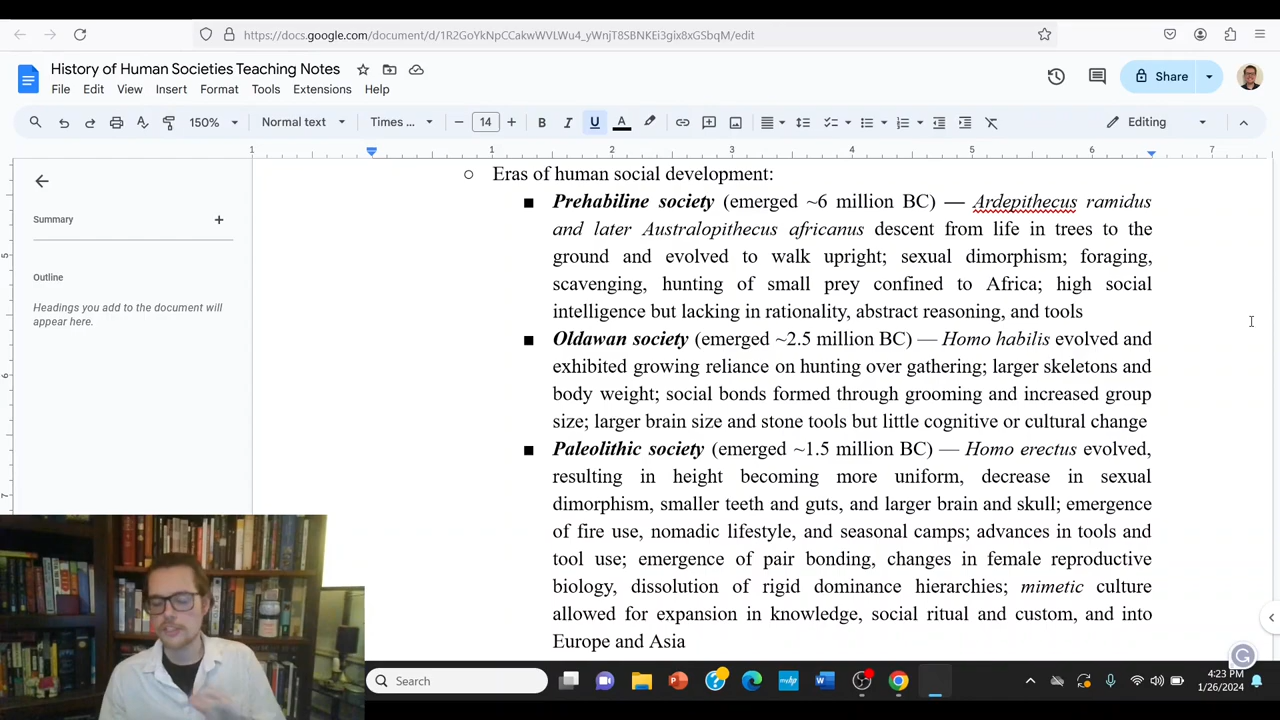 https://docs.google.com/document/d/1R2GoYkNpCCakwWVLWu4_yWnjT8SBNKEi3gix8xGSbqM/edit
History of Human Societies Teaching Notes
File Edit View Insert Format Tools Extensions Help
Share
150% Normal text Times ... 14 B I U A Editing
1 1 2 3 4 5 6 7
Summary
Outline
Headings you add to the document will
appear here.
5
6
7
Eras of human social development:
Prehabiline society (emerged ~6 million BC) — Ardepithecus ramidus
and later Australopithecus africanus descent from life in trees to the
ground and evolved to walk upright; sexual dimorphism; foraging,
scavenging, hunting of small prey confined to Africa; high social
intelligence but lacking in rationality, abstract reasoning, and tools
Oldawan society (emerged ~2.5 million BC) — Homo habilis evolved and
exhibited growing reliance on hunting over gathering; larger skeletons and
body weight; social bonds formed through grooming and increased group
size; larger brain size and stone tools but little cognitive or cultural change
Paleolithic society (emerged ~1.5 million BC) — Homo erectus evolved,
resulting in height becoming more uniform, decrease in sexual
dimorphism, smaller teeth and guts, and larger brain and skull; emergence
of fire use, nomadic lifestyle, and seasonal camps; advances in tools and
tool use; emergence of pair bonding, changes in female reproductive
biology, dissolution of rigid dominance hierarchies; mimetic culture
allowed for expansion in knowledge, social ritual and custom, and into
Europe and Asia
Search
4:23 PM
1/26/2024